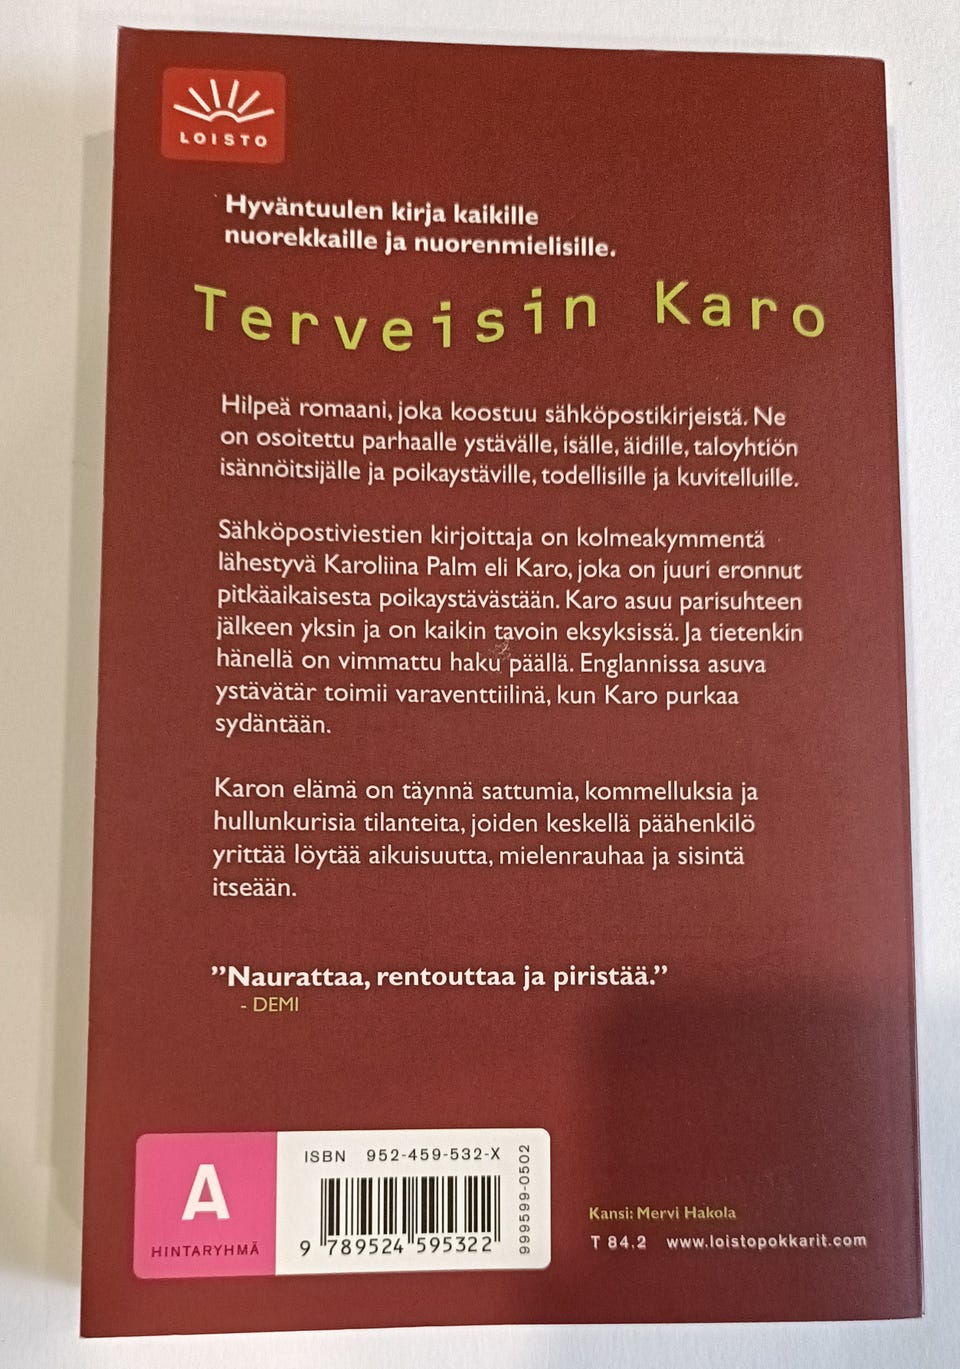 LOISTO
Hyväntuulen kirja kaikille
nuorekkaille ja nuorenmielisille.
Terveisin Karo
Hilpeä romaani, joka koostuu sähköpostikirjeistä. Ne
on osoitettu parhaalle ystävälle, isälle, äidille, taloyhtiön
isännöitsijälle ja poikaystäville, todellisille ja kuvitelluille.
Sähköpostiviestien kirjoittaja on kolmeakymmentä
lähestyvä Karoliina Palm eli Karo, joka on juuri eronnut
pitkäaikaisesta poikaystävästään. Karo asuu parisuhteen
jälkeen yksin ja on kaikin tavoin eksyksissä. Ja tietenkin
hänellä on vimmattu haku päällä. Englannissa asuva
ystävätär toimii varaventtiilinä, kun Karo purkaa
sydäntään.
Karon elämä on täynnä sattumia, kommelluksia ja
hullunkurisia tilanteita, joiden keskellä päähenkilö
yrittää löytää aikuisuutta, mielenrauhaa ja sisintä
itseään.
”Naurattaa, rentouttaa ja piristää.”
- DEMI
A
HINTARYHMÄ
ISBN 952-459-532-X
9 789524 595322
999599-0502
Kansi: Mervi Hakola
T 84.2 www.loistopokkarit.com